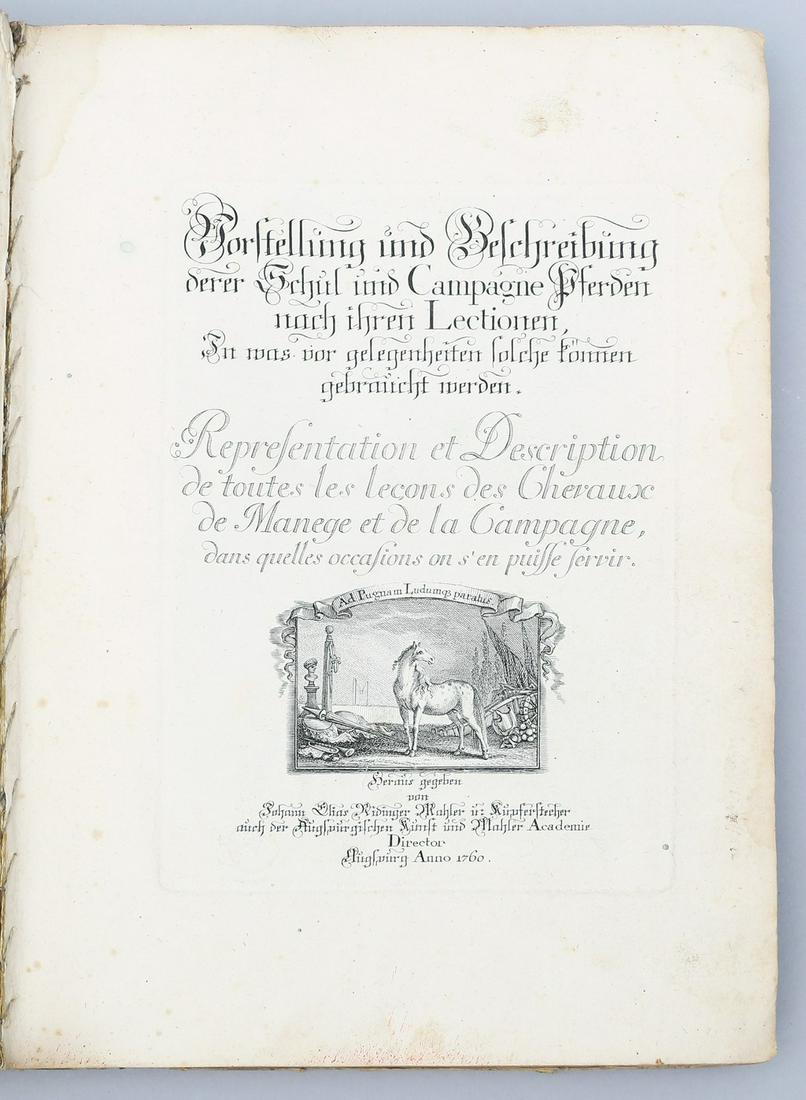 Vorstellung und Beschreibung
derer Schul und Campagne Pferden
nach ihren Lectionen,
In was vor gelegenheiten solche können
gebraucht werden.
Repreſentation et Description
de toutes les leçons des Chevaux
de Manege et de la Campagne,
dans quelles occaſions on s'en puiſſe ſervir.
Ad Pugnam Ludumqȝ paratus
Heraus gegeben
von
Johann Elias Ridinger Mahler u: Kupferstecher
auch der Augspurgischen Kunst und Mahler Academie
Director
Augspurg Anno 1760.